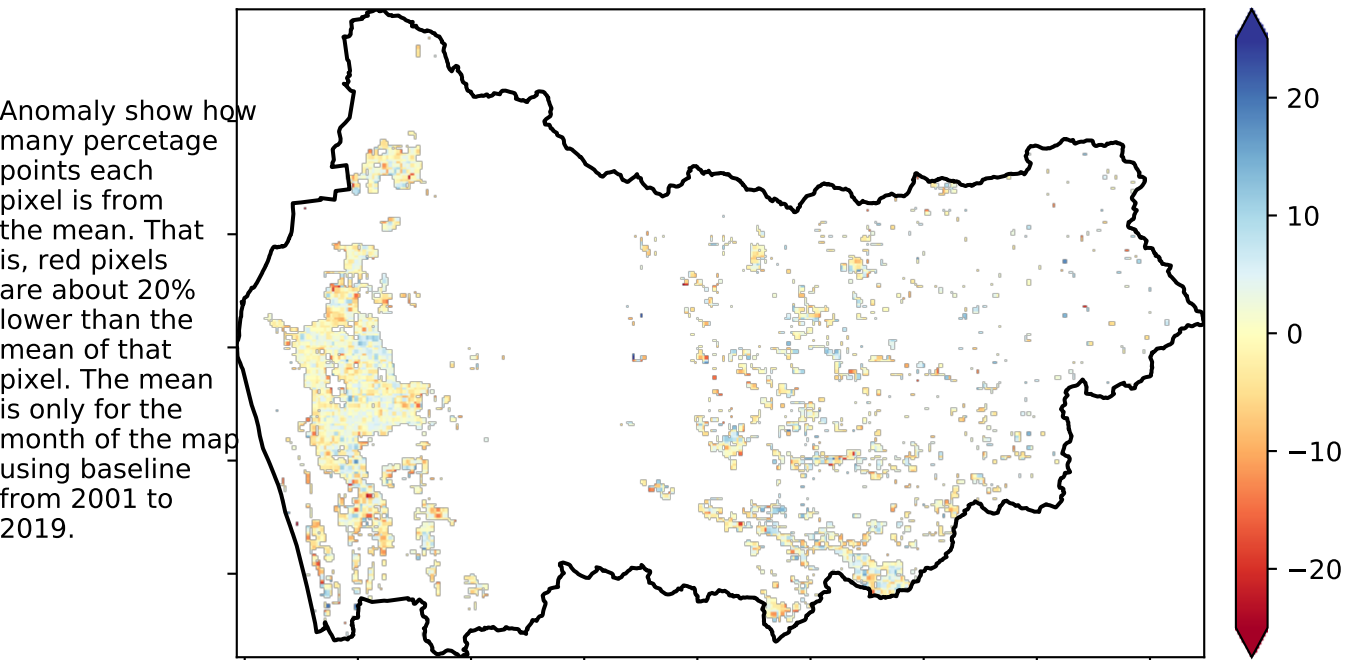 Anomaly show how
many percetage
points each
pixel is from
the mean. That
is, red pixels
are about 20%
lower than the
mean of that
pixel. The mean
is only for the
month of the map
using baseline
from 2001 to
2019.
20
10
0
−10
−20